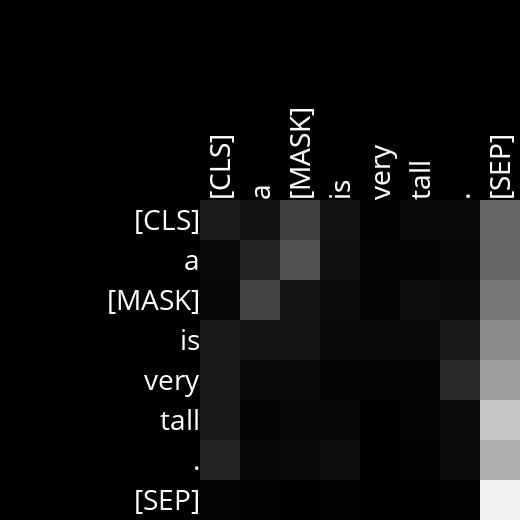 [CLS] a [MASK] is very tall . [SEP]
[CLS]
a
[MASK]
is
very
tall
.
[SEP]